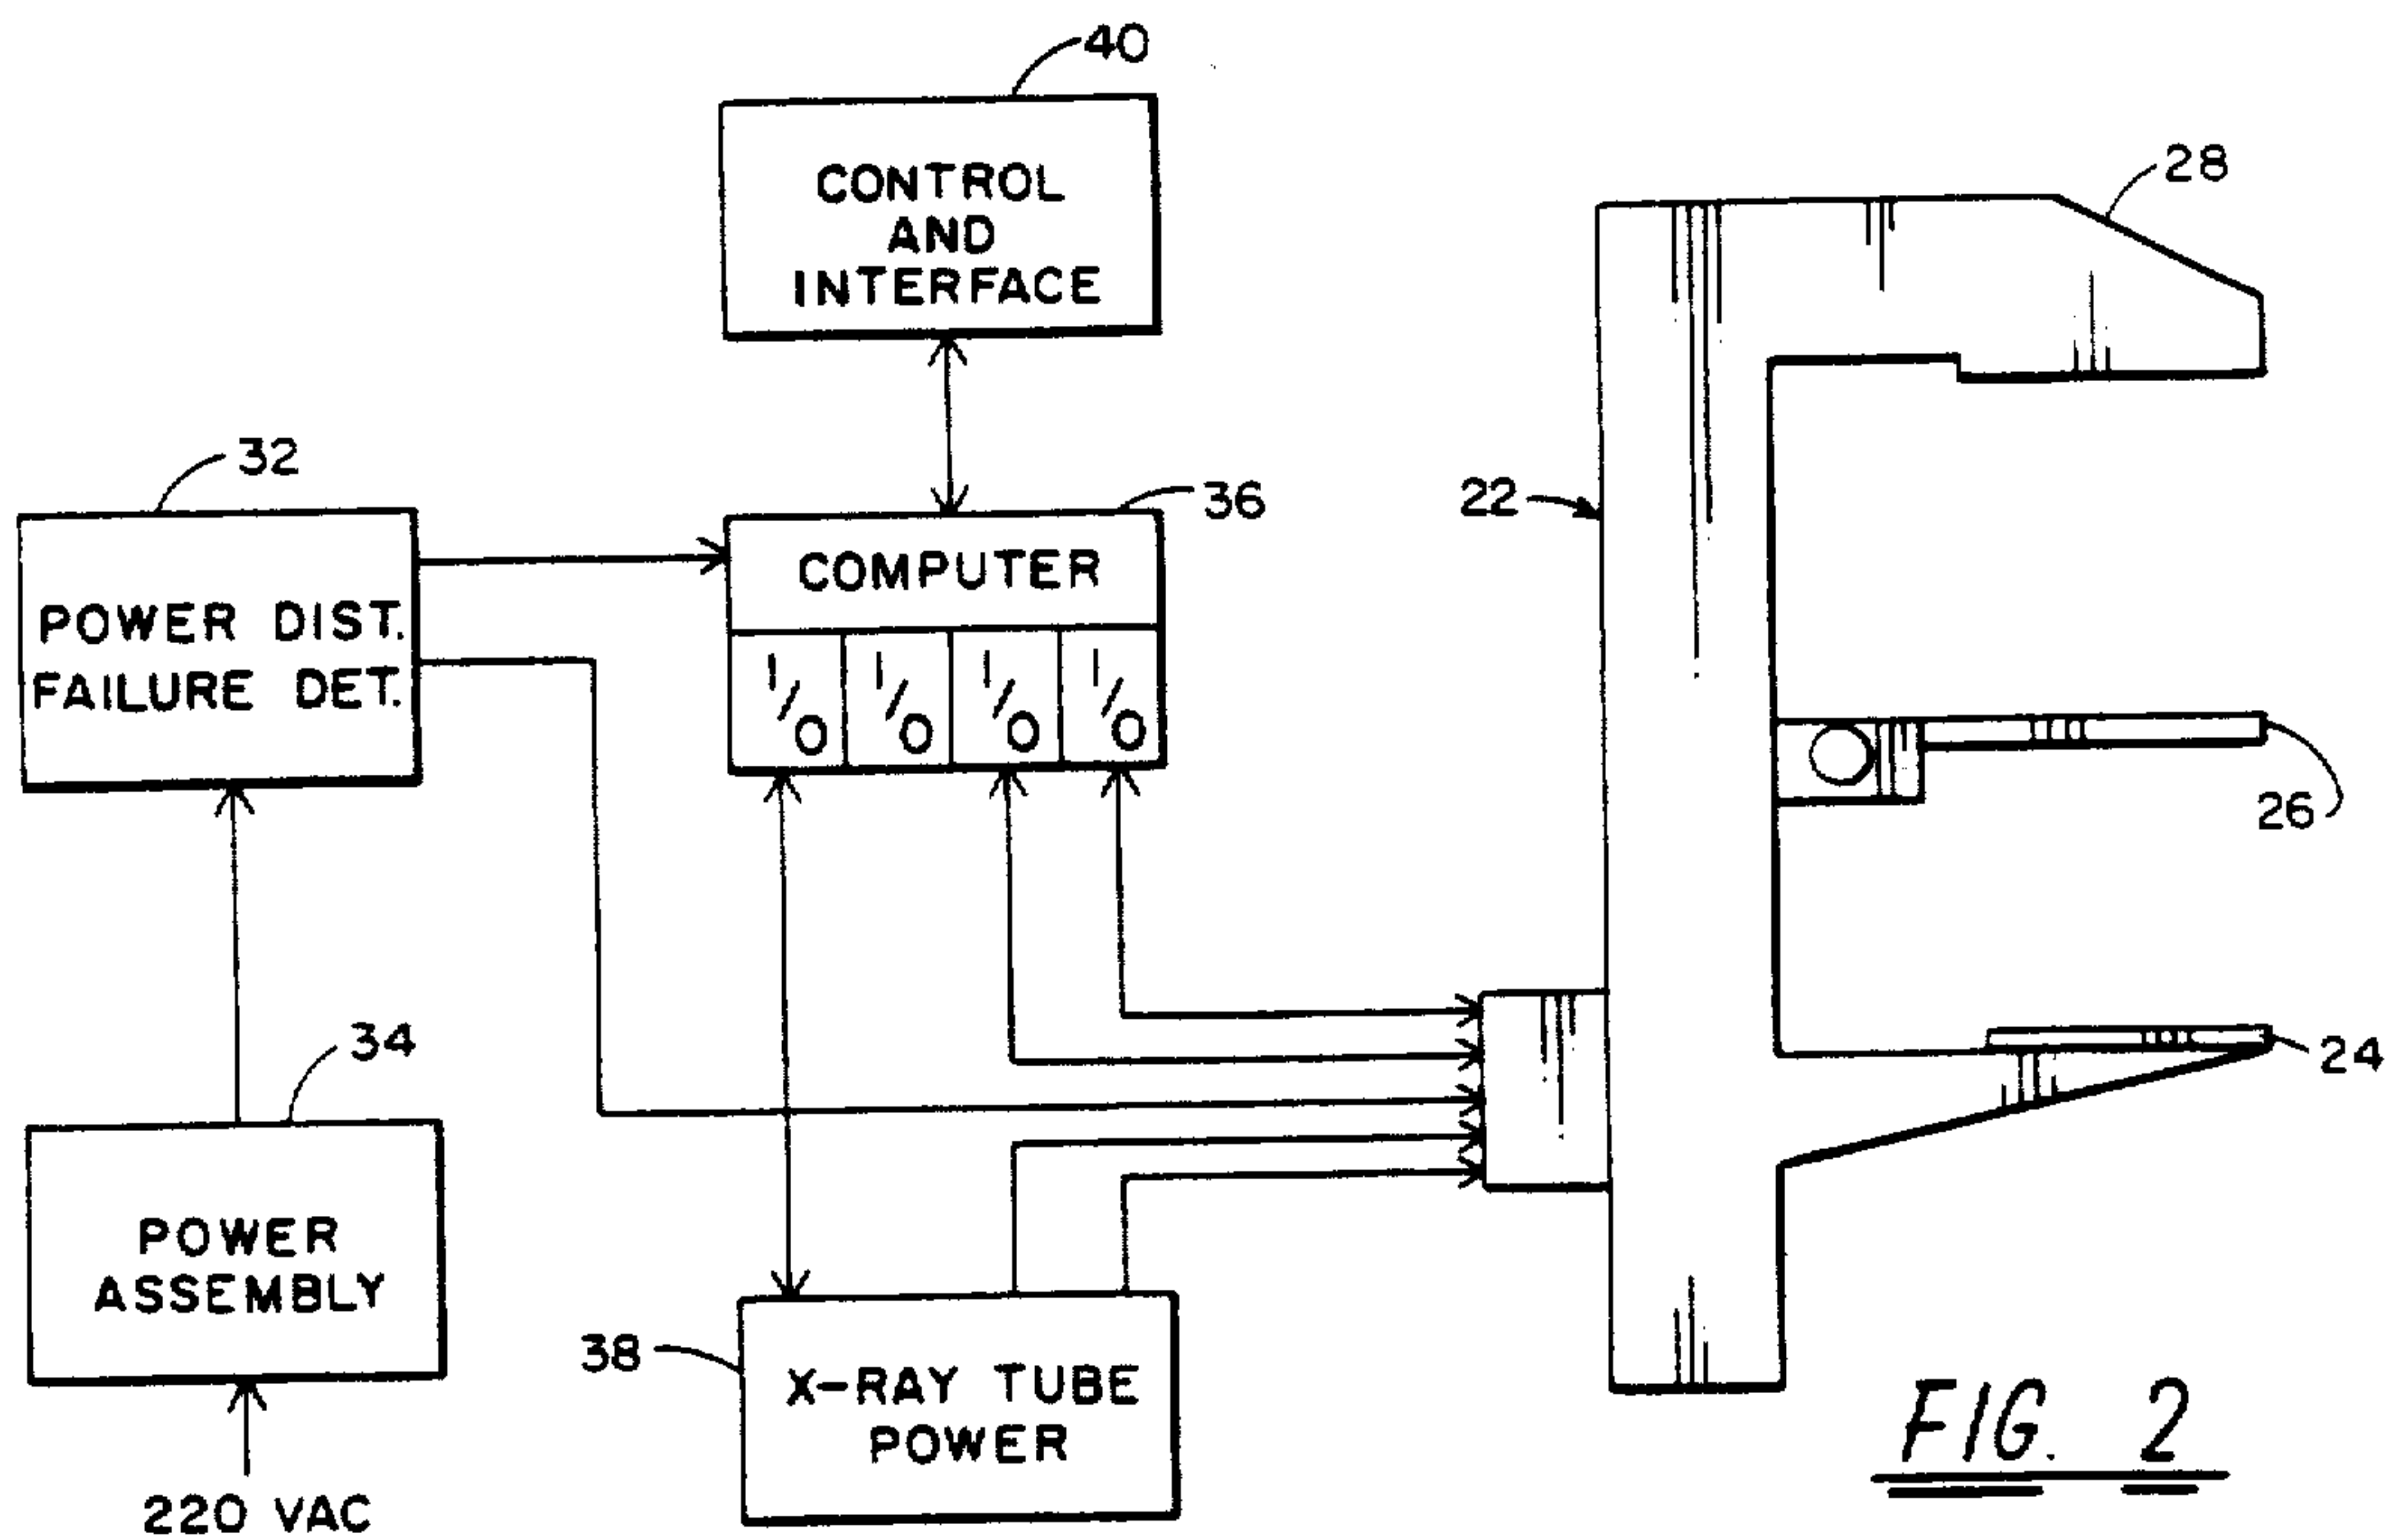 40
CONTROL
AND
INTERFACE
28
32
36
22
COMPUTER
POWER DIST.
FAILURE DET.
I/O I/O I/O I/O
26
34
24
POWER
ASSEMBLY
38
X-RAY TUBE
POWER
220 VAC
FIG. 2